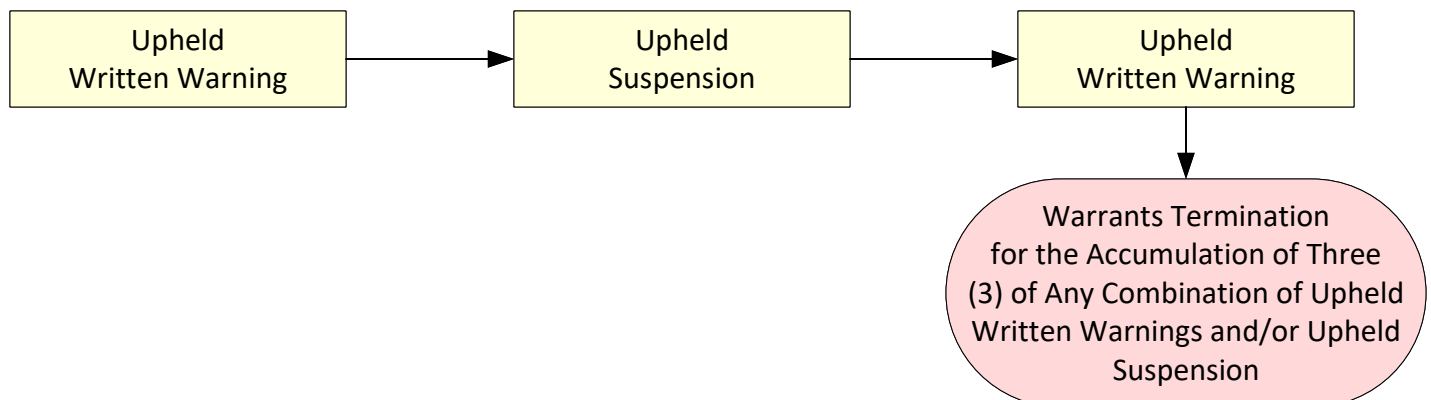 Upheld
Written Warning
Upheld
Suspension
Upheld
Written Warning
Warrants Termination
for the Accumulation of Three
(3) of Any Combination of Upheld
Written Warnings and/or Upheld
Suspension